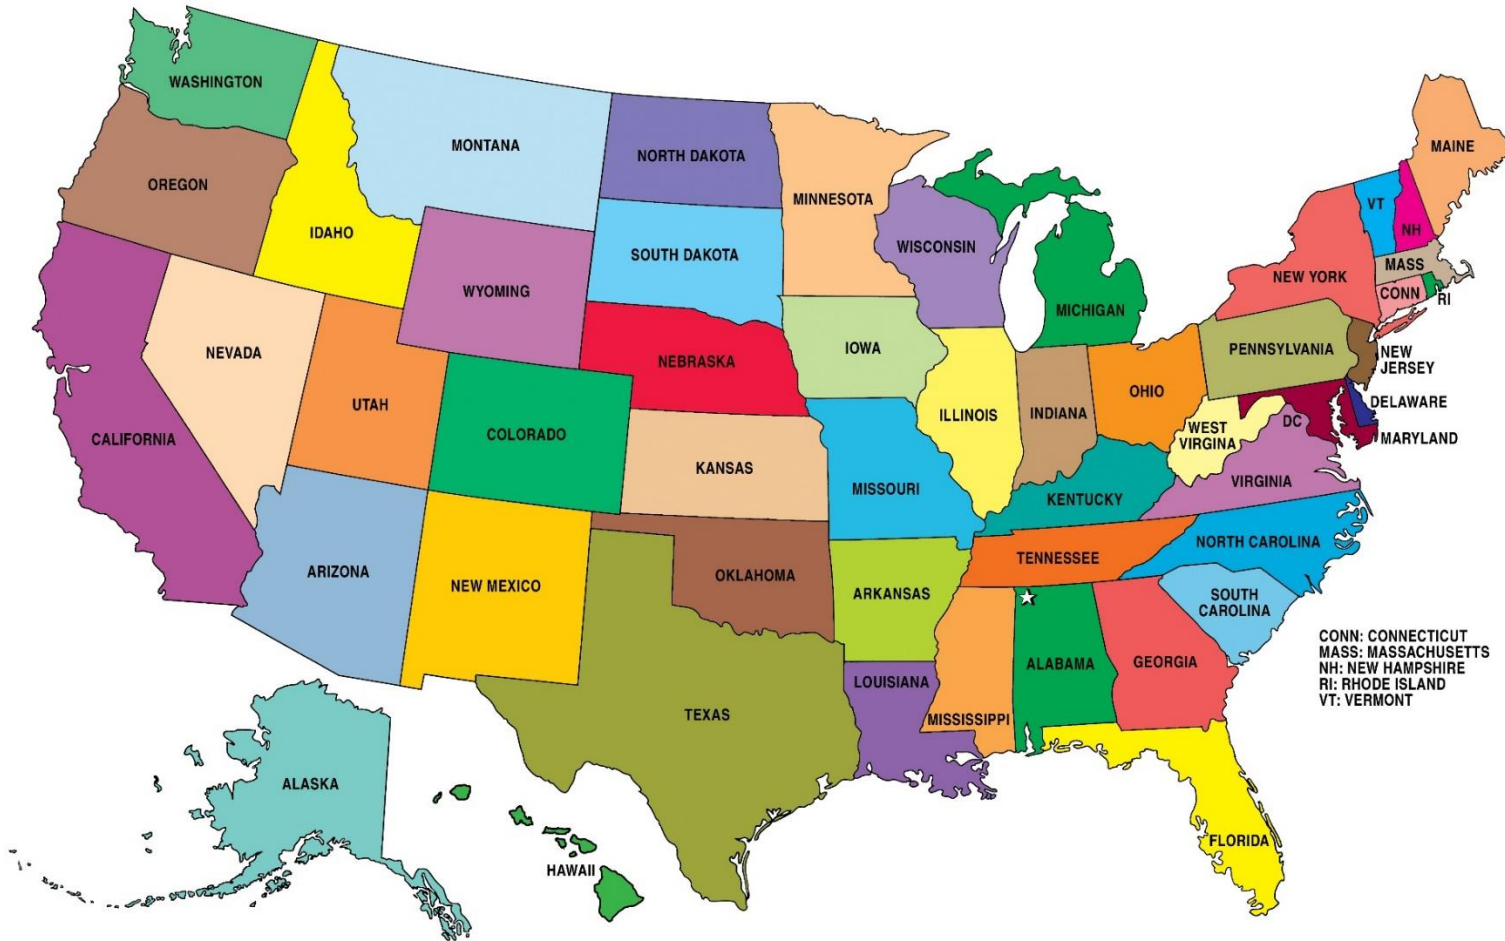 WASHINGTON
MONTANA
NORTH DAKOTA
MINNESOTA
MAINE
OREGON
IDAHO
WYOMING
SOUTH DAKOTA
WISCONSIN
MICHIGAN
VT
NH
NEW YORK
MASS
CONN
RI
NEVADA
UTAH
COLORADO
NEBRASKA
IOWA
ILLINOIS
INDIANA
OHIO
PENNSYLVANIA
NEW
JERSEY
DELAWARE
MARYLAND
DC
WEST
VIRGINA
VIRGINIA
CALIFORNIA
KANSAS
MISSOURI
KENTUCKY
ARIZONA
NEW MEXICO
OKLAHOMA
ARKANSAS
TENNESSEE
NORTH CAROLINA
SOUTH
CAROLINA
TEXAS
LOUISIANA
MISSISSIPPI
ALABAMA
GEORGIA
FLORIDA
ALASKA
HAWAII
CONN: CONNECTICUT
MASS: MASSACHUSETTS
NH: NEW HAMPSHIRE
RI: RHODE ISLAND
VT: VERMONT